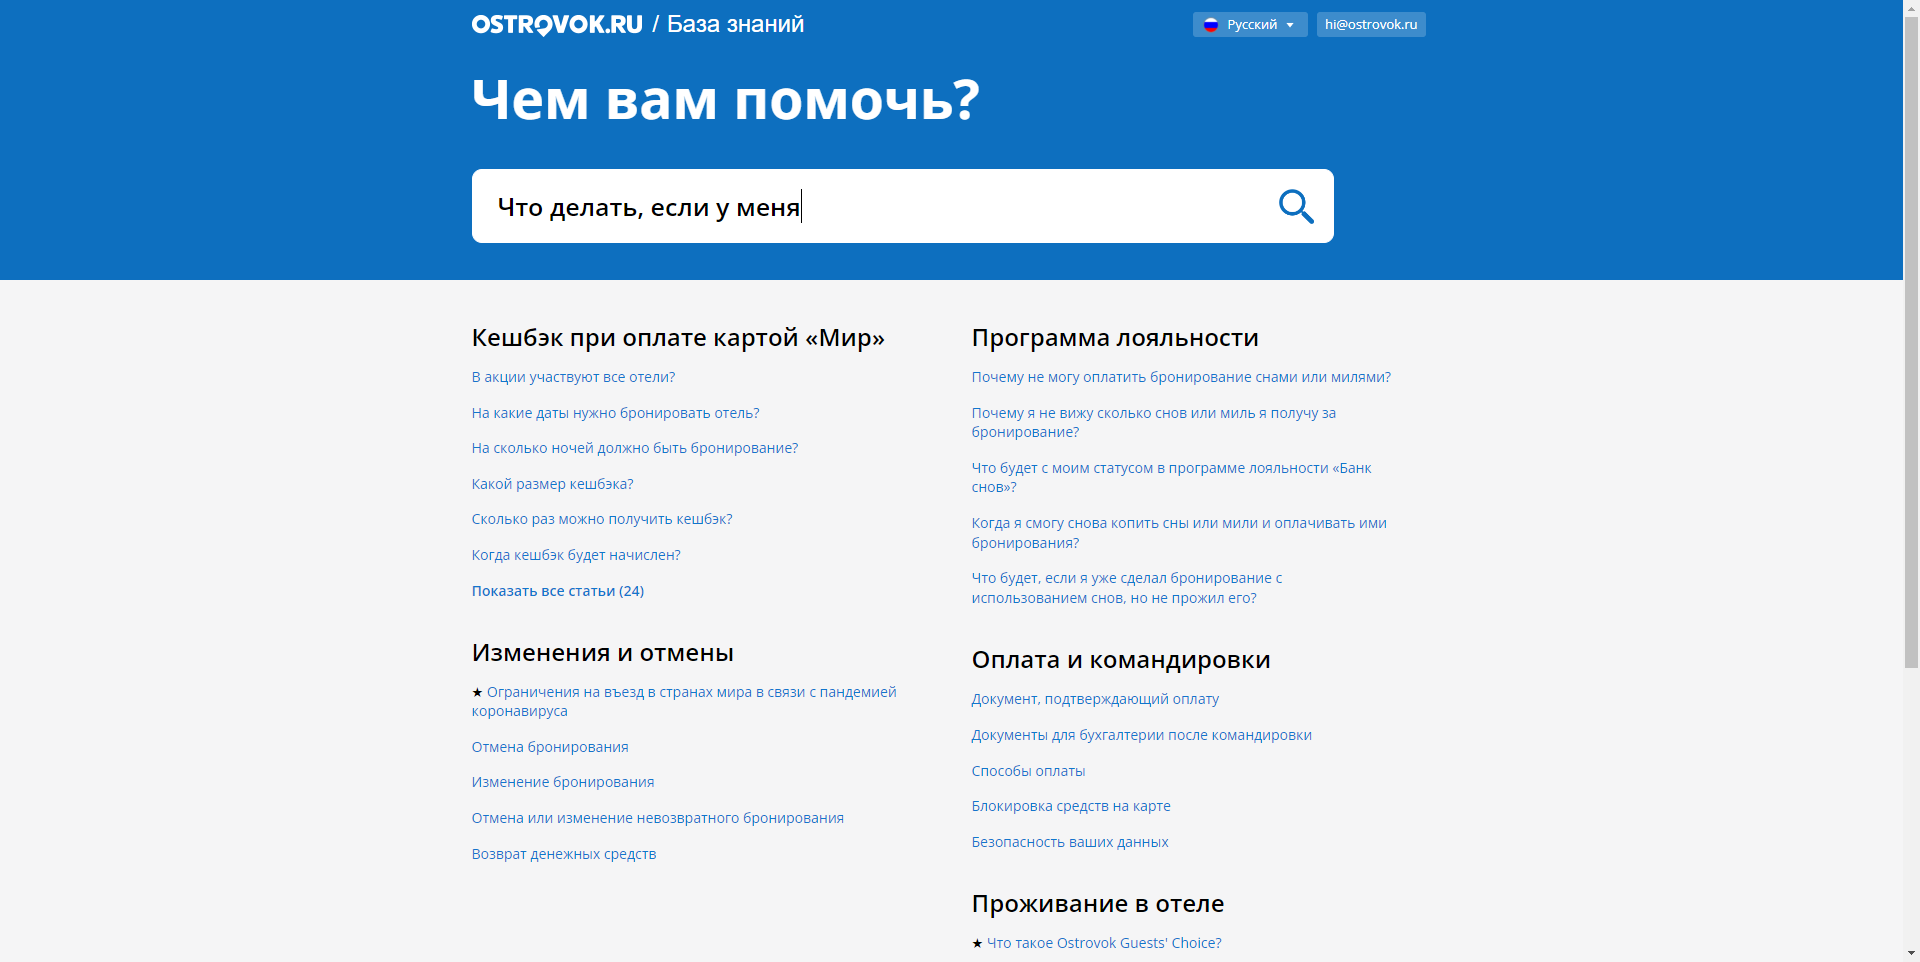 OSTROVOK.RU / База знаний
Русский
hi@ostrovok.ru
Чем вам помочь?
Что делать, если у меня
Кешбэк при оплате картой «Мир»
В акции участвуют все отели?
На какие даты нужно бронировать отель?
На сколько ночей должно быть бронирование?
Какой размер кешбэка?
Сколько раз можно получить кешбэк?
Когда кешбэк будет начислен?
Показать все статьи (24)
Изменения и отмены
★ Ограничения на въезд в странах мира в связи с пандемией
коронавируса
Отмена бронирования
Изменение бронирования
Отмена или изменение невозвратного бронирования
Возврат денежных средств
Программа лояльности
Почему не могу оплатить бронирование снами или милями?
Почему я не вижу сколько снов или миль я получу за
бронирование?
Что будет с моим статусом в программе лояльности «Банк
снов»?
Когда я смогу снова копить сны или мили и оплачивать ими
бронирования?
Что будет, если я уже сделал бронирование с
использованием снов, но не прожил его?
Оплата и командировки
Документ, подтверждающий оплату
Документы для бухгалтерии после командировки
Способы оплаты
Блокировка средств на карте
Безопасность ваших данных
Проживание в отеле
★ Что такое Ostrovok Guests' Choice?